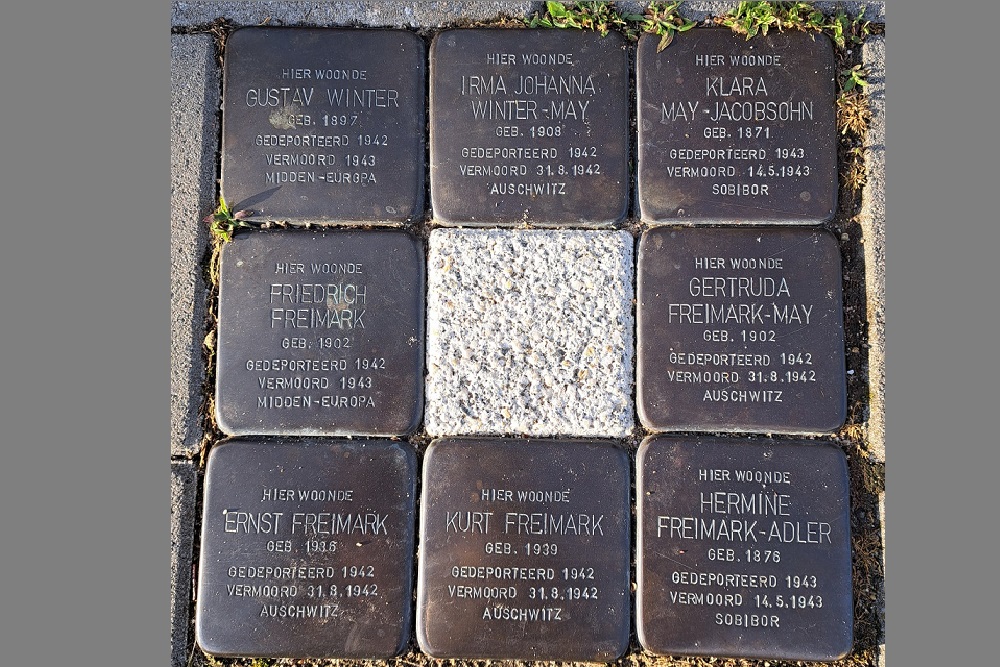 HIER WOONDE
GUSTAV WINTER
GEB. 1897
GEDEPORTEERD 1942
VERMOORD 1943
MIDDEN-EUROPA
HIER WOONDE
IRMA JOHANNA
WINTER-MAY
GEB. 1908
GEDEPORTEERD 1942
VERMOORD 31.8.1942
AUSCHWITZ
HIER WOONDE
KLARA
MAY-JACOBSOHN
GEB. 1871
GEDEPORTEERD 1943
VERMOORD 14.5.1943
SOBIBOR
HIER WOONDE
FRIEDRICH
FREIMARK
GEB. 1902
GEDEPORTEERD 1942
VERMOORD 1943
MIDDEN-EUROPA
HIER WOONDE
GERTRUDA
FREIMARK-MAY
GEB. 1902
GEDEPORTEERD 1942
VERMOORD 31.8.1942
AUSCHWITZ
HIER WOONDE
ERNST FREIMARK
GEB.
GEDEPORTEERD 1942
VERMOORD 31.8.1942
AUSCHWITZ
HIER WOONDE
KURT FREIMARK
GEB. 1939
GEDEPORTEERD 1942
VERMOORD 31.8.1942
AUSCHWITZ
HIER WOONDE
HERMINE
FREIMARK-ADLER
GEB. 1876
GEDEPORTEERD 1943
VERMOORD 14.5.1943
SOBIBOR